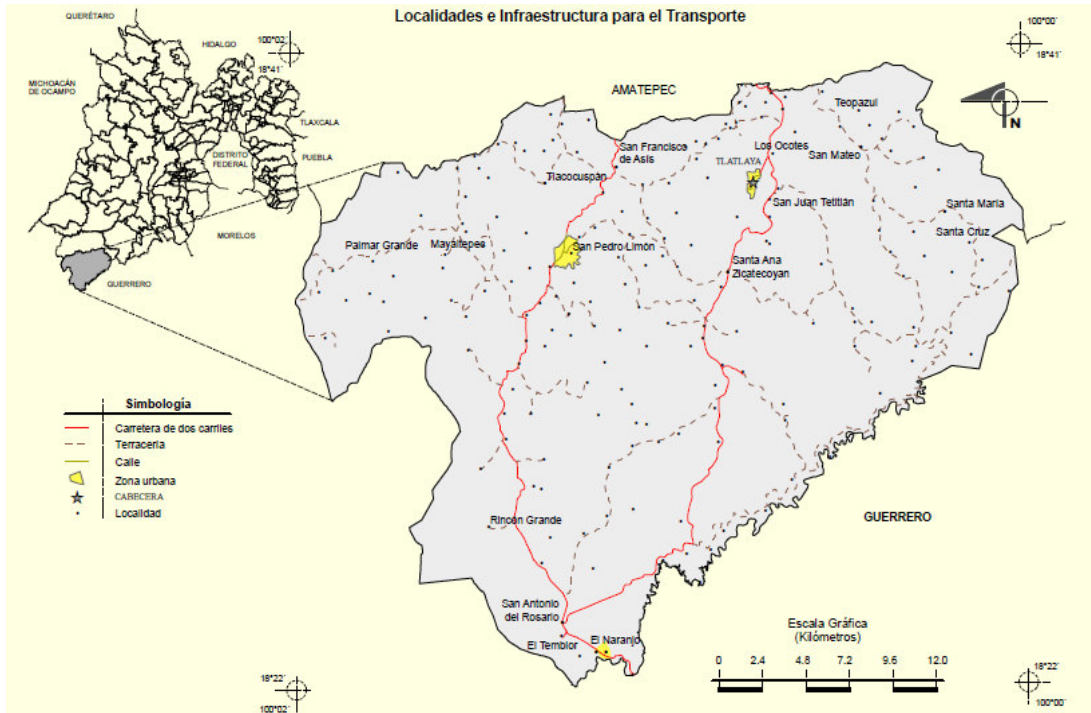 Localidades e Infraestructura para el Transporte
QUERÉTARO
HIDALGO
MICHOACÁN
DE OCAMPO
TLAXCALA
DISTRITO
FEDERAL
PUEBLA
MORELOS
GUERRERO
100°02'
18°41'
100°00'
18°41'
N
AMATEPEC
Teopazul
San Francisco
de Asís
Los Ocotes
San Mateo
TLATLAYA
Tlacocuspan
San Juan Tetitlán
Santa María
Santa Cruz
Palmar Grande
Mayaltepec
San Pedro Limón
Santa Ana
Zicatecoyan
Simbología
Carretera de dos carriles
Terracería
Calle
Zona urbana
CABECERA
Localidad
Rincón Grande
GUERRERO
San Antonio
del Rosario
El Temblor
El Naranjo
Escala Gráfica
(Kilómetros)
0 2.4 4.8 7.2 9.6 12.0
18°22'
100°02'
18°22'
100°00'